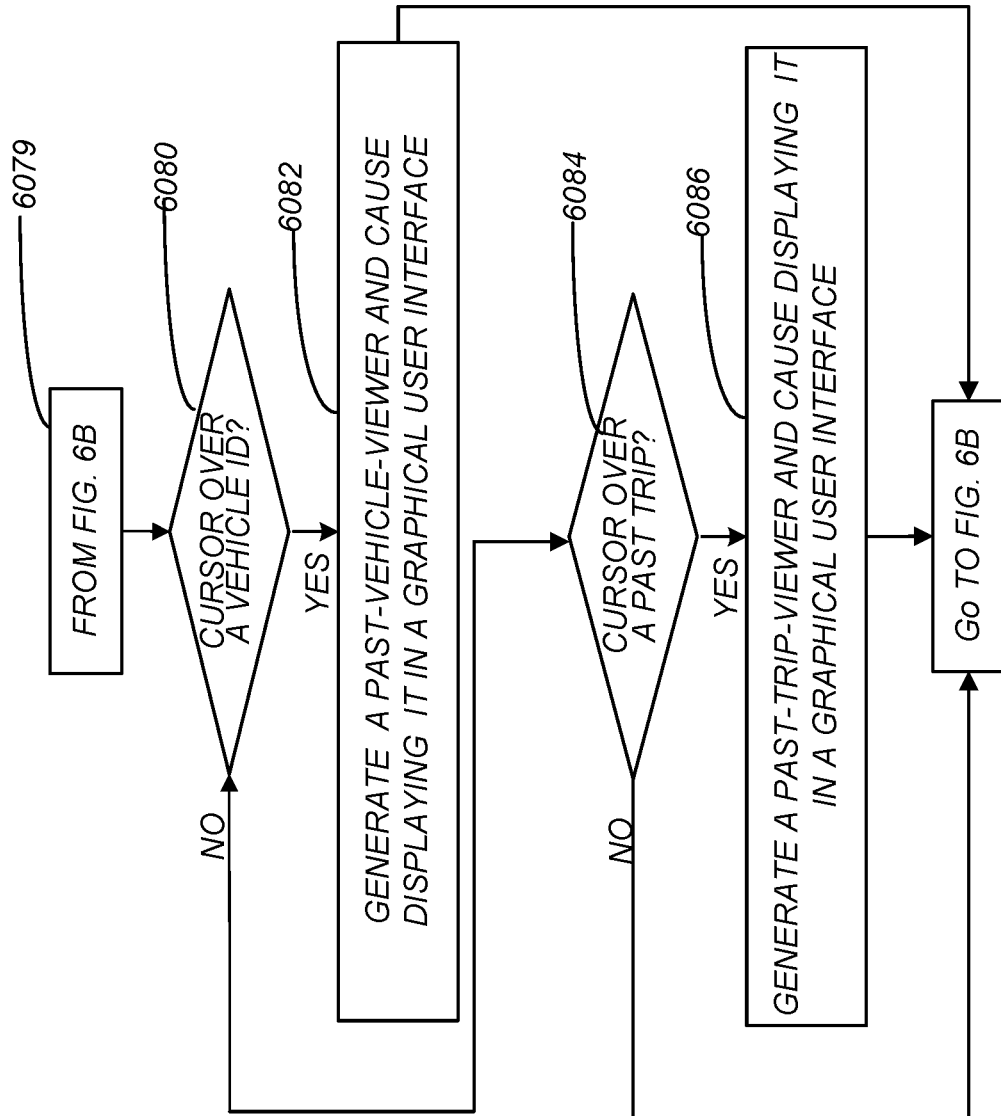 FROM FIG. 6B
6079
CURSOR OVER
A VEHICLE ID?
6080
NO
YES
6082
GENERATE A PAST-VEHICLE-VIEWER AND CAUSE
DISPLAYING IT IN A GRAPHICAL USER INTERFACE
CURSOR OVER
A PAST TRIP?
6084
NO
YES
6086
GENERATE A PAST-TRIP-VIEWER AND CAUSE DISPLAYING IT
IN A GRAPHICAL USER INTERFACE
Go TO FIG. 6B